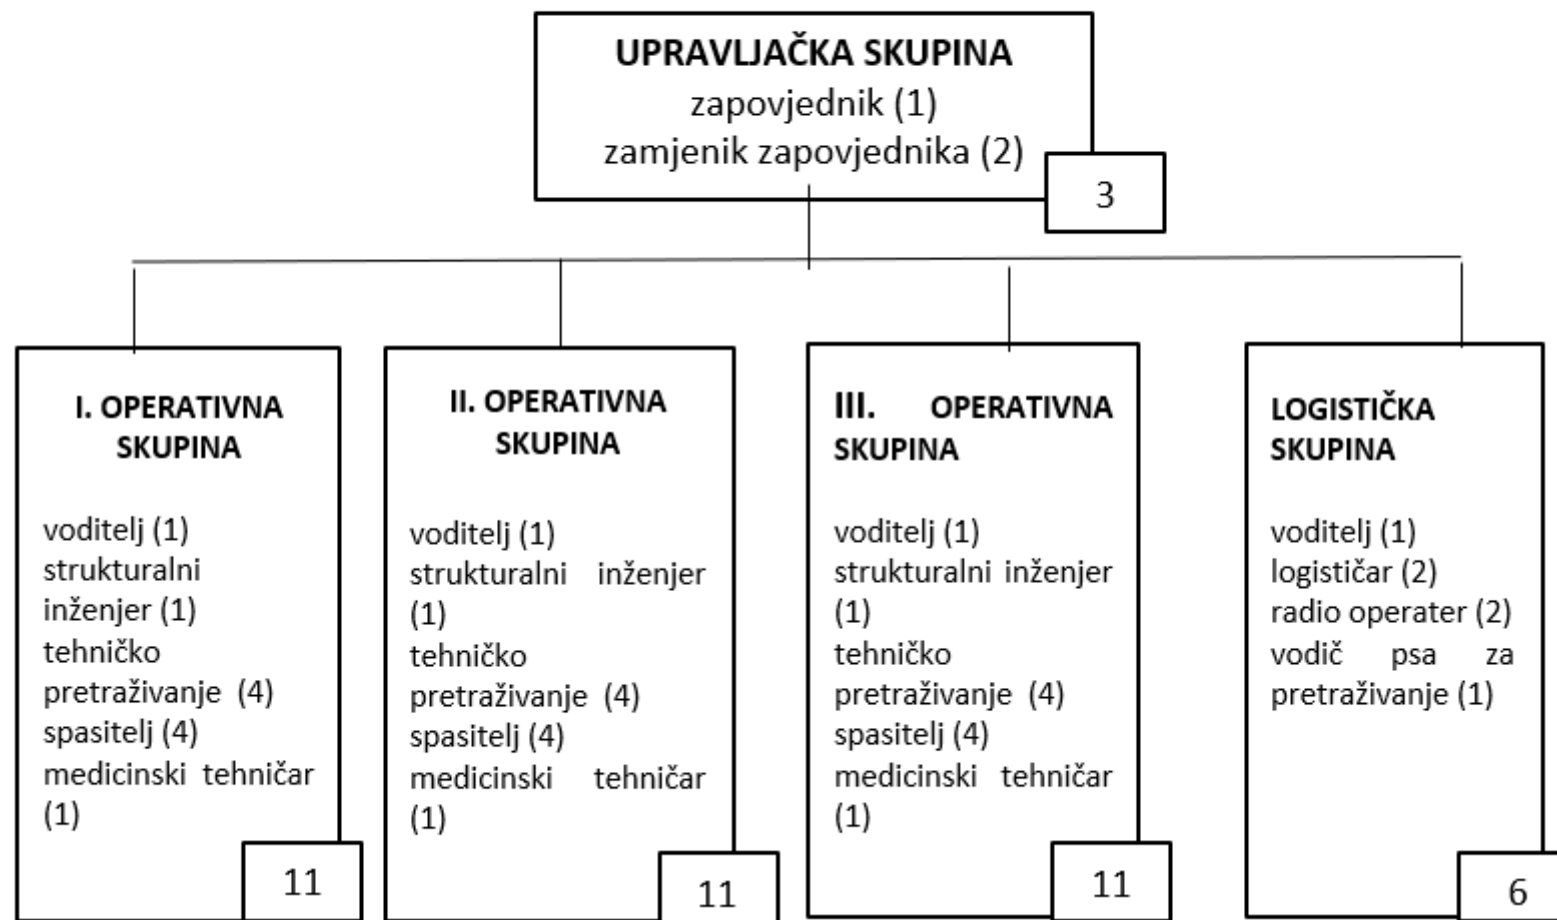 UPRAVLJAČKA SKUPINA
zapovjednik (1)
zamjenik zapovjednika (2)
3
I. OPERATIVNA
SKUPINA
voditelj (1)
strukturalni
inženjer (1)
tehničko
pretraživanje (4)
spasitelj (4)
medicinski tehničar
(1)
11
II. OPERATIVNA
SKUPINA
voditelj (1)
strukturalni inženjer
(1)
tehničko
pretraživanje (4)
spasitelj (4)
medicinski tehničar
(1)
11
III. OPERATIVNA
SKUPINA
voditelj (1)
strukturalni inženjer
(1)
tehničko
pretraživanje (4)
spasitelj (4)
medicinski tehničar
(1)
11
LOGISTIČKA
SKUPINA
voditelj (1)
logističar (2)
radio operater (2)
vodič psa za
pretraživanje (1)
6